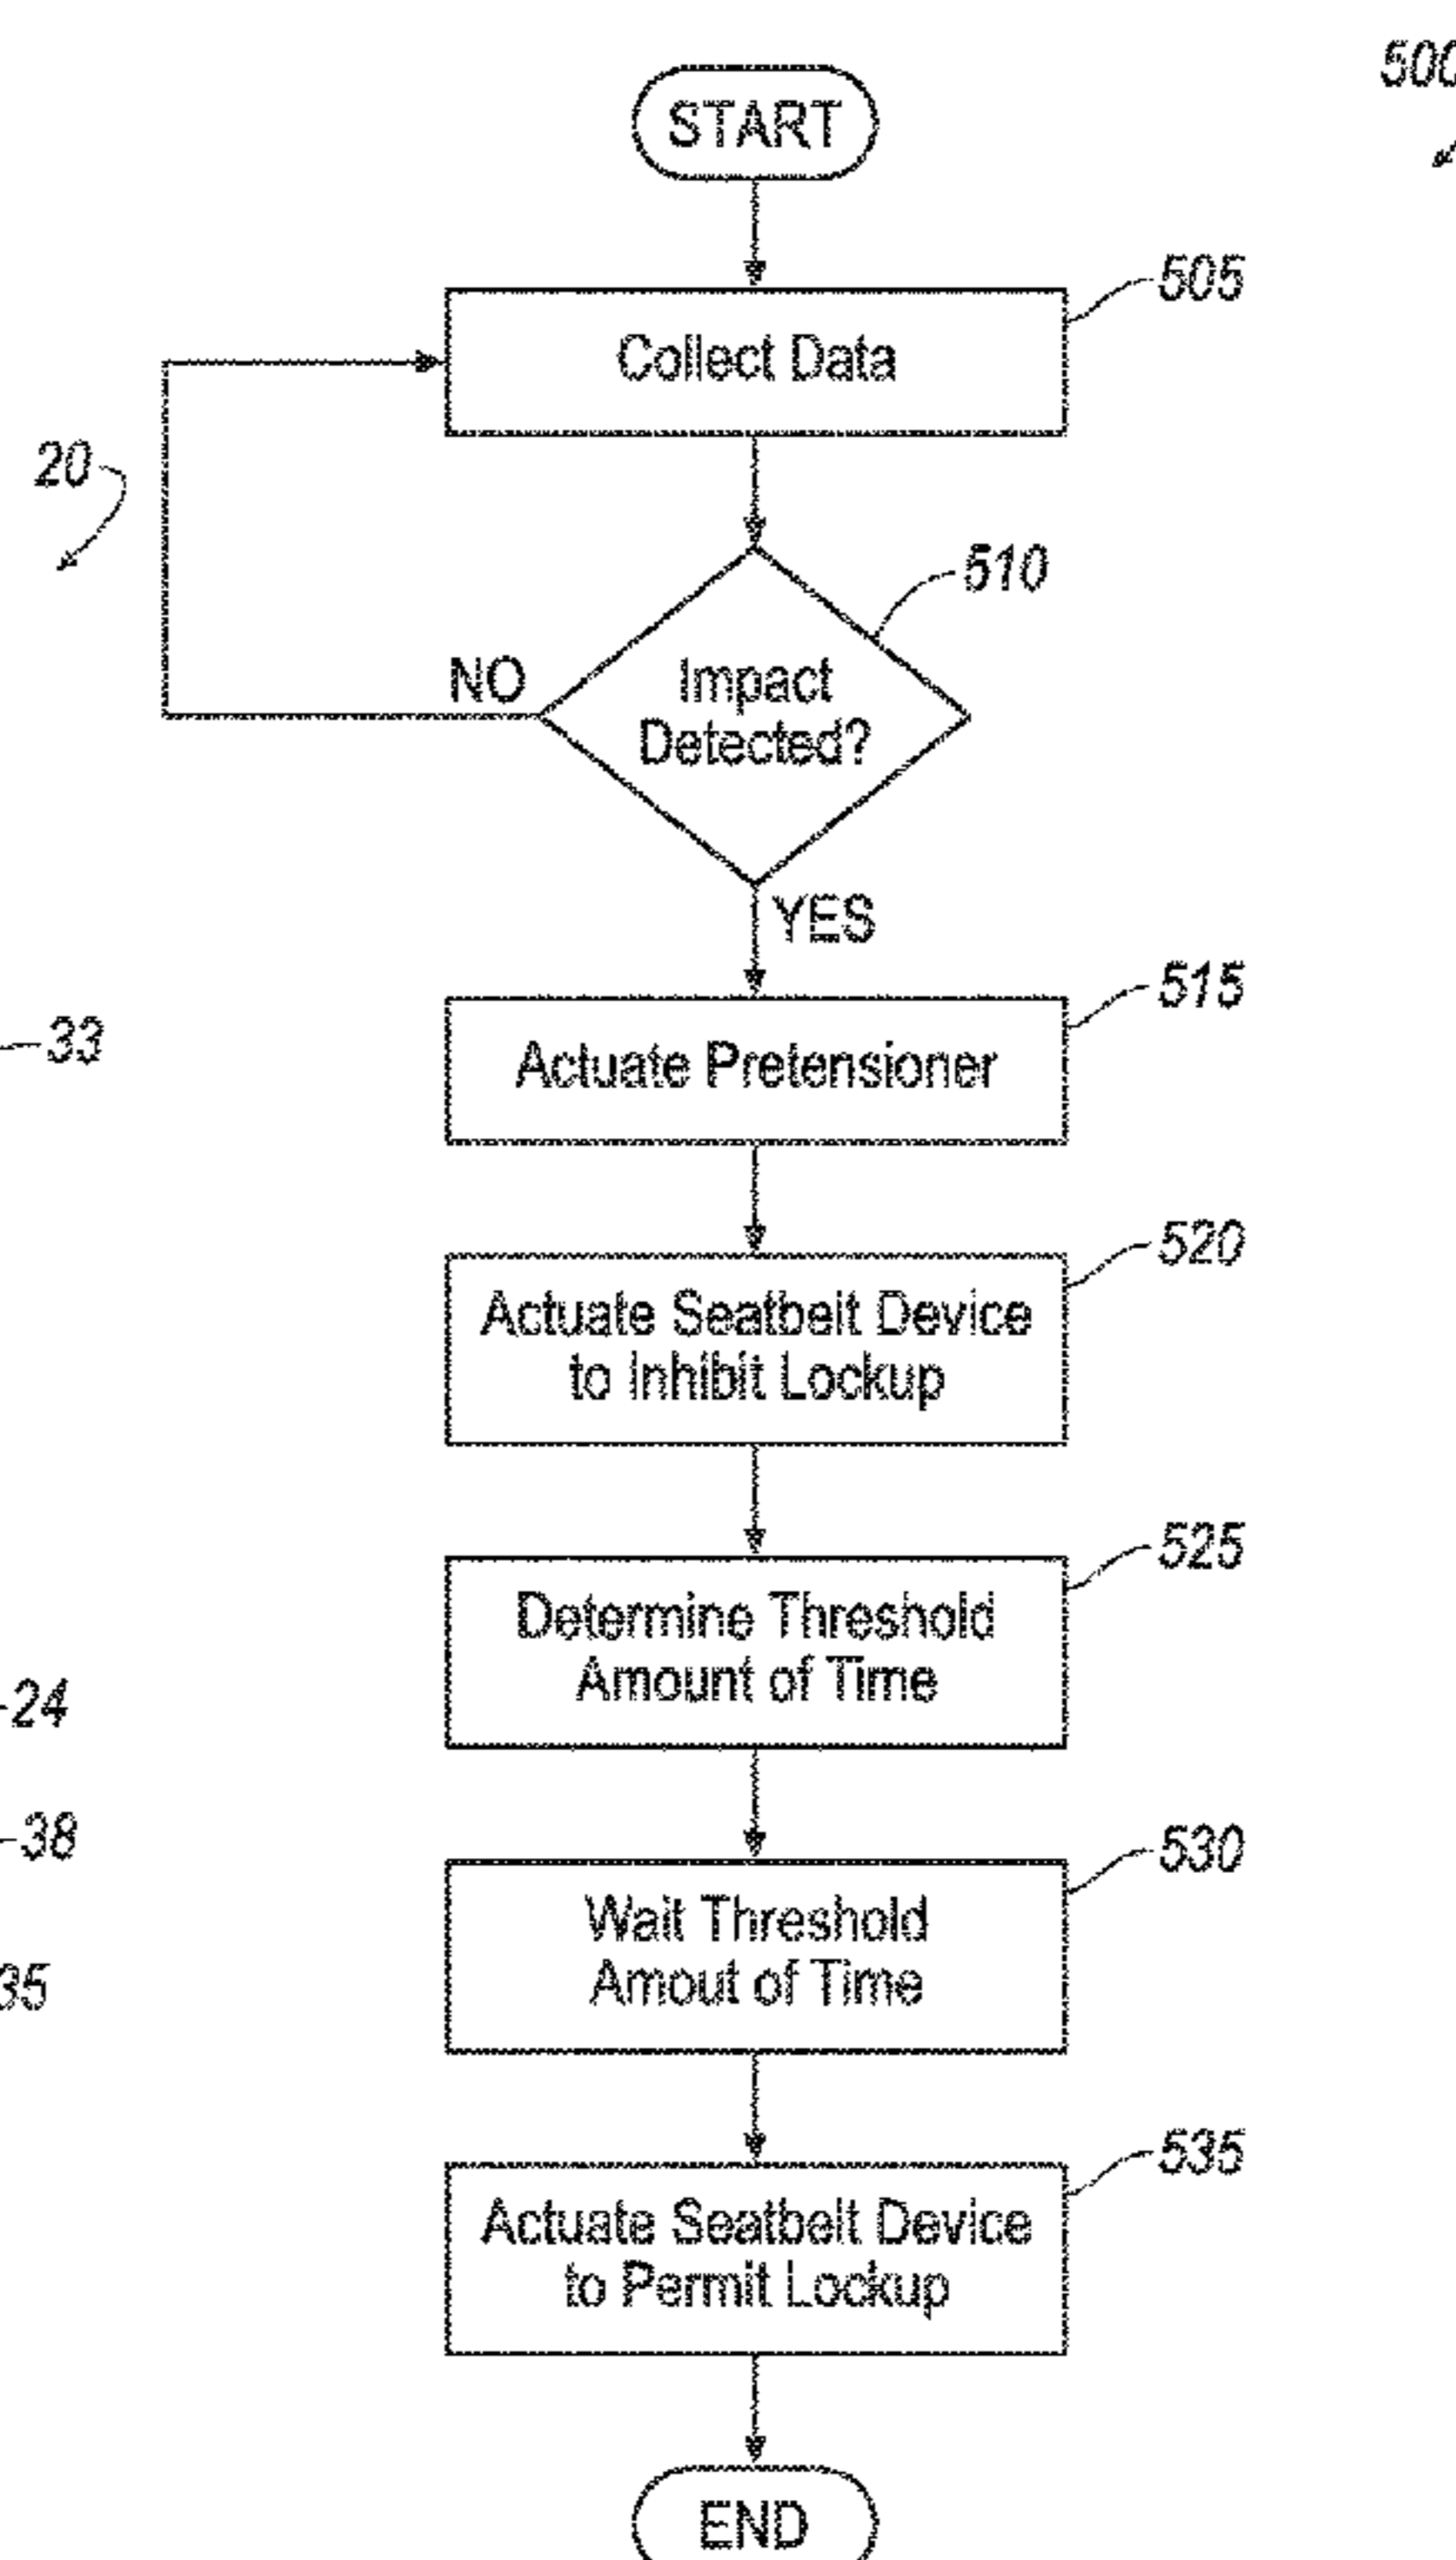 START
500
505
Collect Data
20
510
Impact
Detected?
NO
YES
515
Actuate Pretensioner
33
520
Actuate Seatbelt Device
to Inhibit Lockup
525
Determine Threshold
Amount of Time
24
530
Wait Threshold
Amout of Time
38
35
535
Actuate Seatbelt Device
to Permit Lockup
END